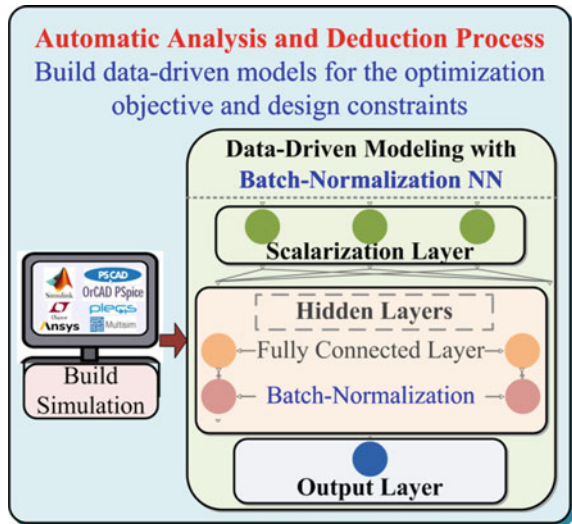 Automatic Analysis and Deduction Process
Build data-driven models for the optimization
objective and design constraints
Data-Driven Modeling with
Batch-Normalization NN
Scalarization Layer
PSCAD
Simulink
OrCAD PSpice
LTspice
plecs
Ansys
Multisim
Build
Simulation
Hidden Layers
Fully Connected Layer
Batch-Normalization
Output Layer